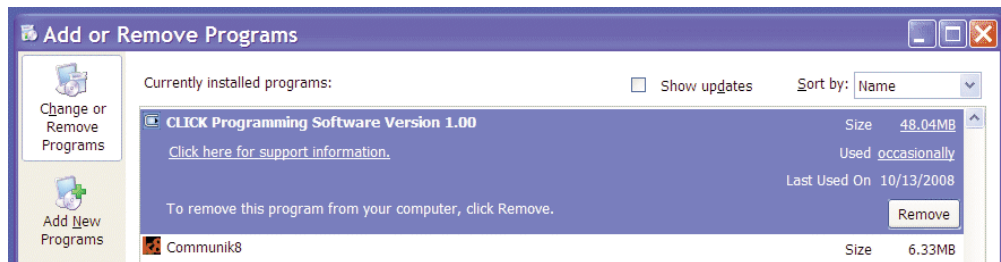 Add or Remove Programs
Change or
Remove
Programs
Add New
Programs
Currently installed programs:
Show updates
Sort by: Name
CLICK Programming Software Version 1.00
Size 48.04MB
Click here for support information.
Used occasionally
Last Used On 10/13/2008
To remove this program from your computer, click Remove.
Remove
Communik8
Size 6.33MB